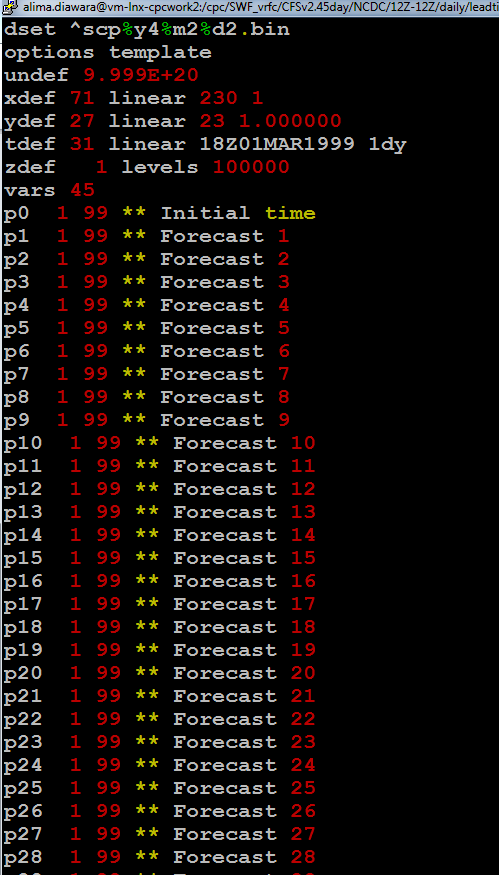 alima.diawara@vm-lnx-cpcwork2:/cpc/SWF_vrfc/CFSv2.45day/NCDC/12Z-12Z/daily/leadti
dset ^scp%y4%m2%d2.bin
options template
undef 9.999E+20
xdef 71 linear 230 1
ydef 27 linear 23 1.000000
tdef 31 linear 18Z01MAR1999 1dy
zdef   1 levels 100000
vars 45
p0  1 99 ** Initial time
p1  1 99 ** Forecast 1
p2  1 99 ** Forecast 2
p3  1 99 ** Forecast 3
p4  1 99 ** Forecast 4
p5  1 99 ** Forecast 5
p6  1 99 ** Forecast 6
p7  1 99 ** Forecast 7
p8  1 99 ** Forecast 8
p9  1 99 ** Forecast 9
p10  1 99 ** Forecast 10
p11  1 99 ** Forecast 11
p12  1 99 ** Forecast 12
p13  1 99 ** Forecast 13
p14  1 99 ** Forecast 14
p15  1 99 ** Forecast 15
p16  1 99 ** Forecast 16
p17  1 99 ** Forecast 17
p18  1 99 ** Forecast 18
p19  1 99 ** Forecast 19
p20  1 99 ** Forecast 20
p21  1 99 ** Forecast 21
p22  1 99 ** Forecast 22
p23  1 99 ** Forecast 23
p24  1 99 ** Forecast 24
p25  1 99 ** Forecast 25
p26  1 99 ** Forecast 26
p27  1 99 ** Forecast 27
p28  1 99 ** Forecast 28